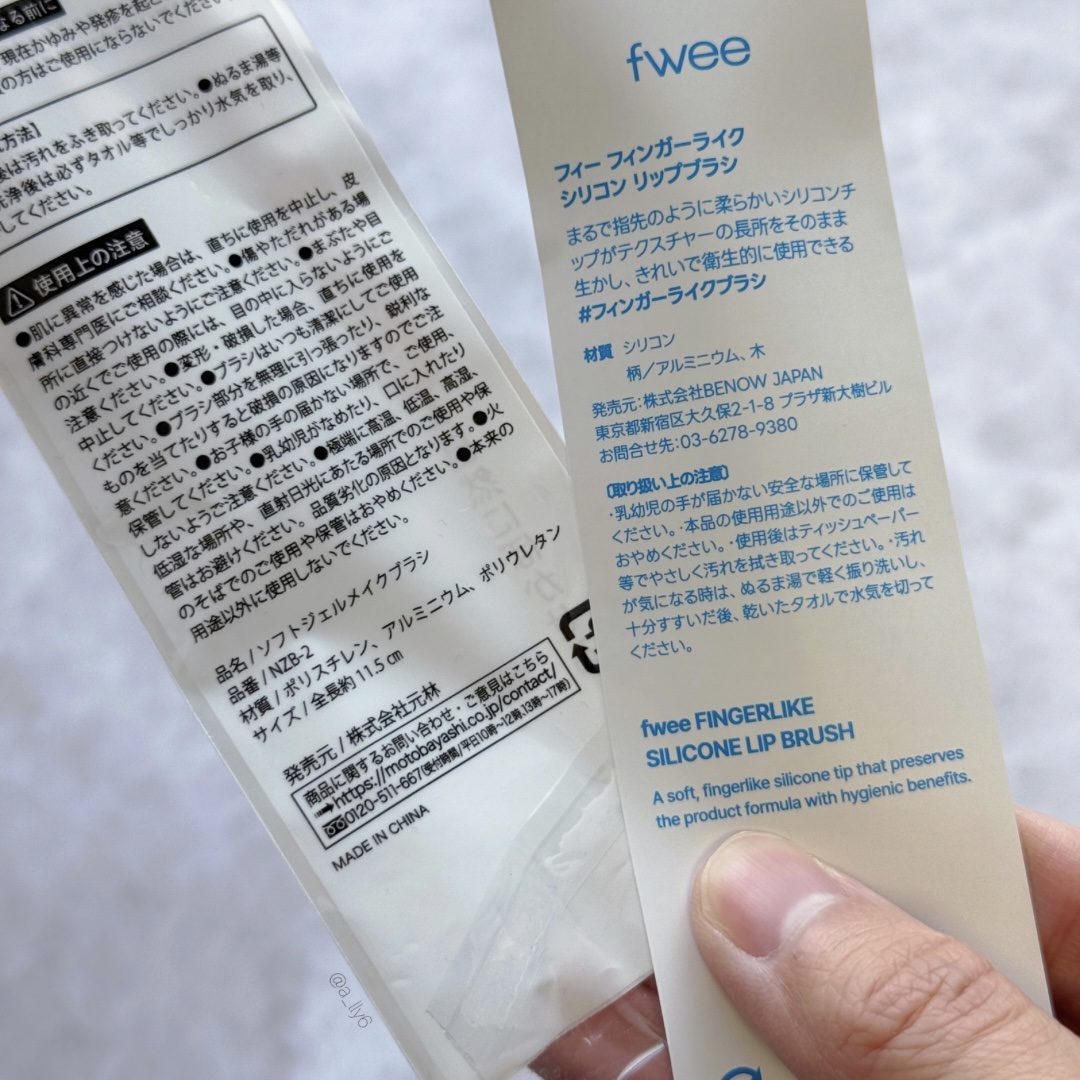 なる前に
現在かゆみや発疹を起こ
の方はご使用にならないでください。
方法】
後は汚れをふき取ってください。●ぬるま湯等
洗浄後は必ずタオル等でしっかり水気を取り、
してください。
使用上の注意
●肌に異常を感じた場合は、直ちに使用を中止し、皮
膚科専門医にご相談ください。●傷やただれがある場
所に直接つけないようにご注意ください。●まぶたや目
の近くでご使用の際には、目の中に入らないようにご
注意ください。●変形・破損した場合、直ちに使用を
中止してください。●ブラシはいつも清潔にしてご使用
ください。●ブラシ部分を無理に引っ張ったり、鋭利な
ものを当てたりすると破損の原因になりますのでご注
意ください。●お子様の手の届かない場所で、ご使用、
保管してください。●乳幼児がなめたり、口に入れたり
しないようご注意ください。●極端に高温、低温、高湿、
低湿な場所や、直射日光にあたる場所でのご使用や保
管はお避けください。品質劣化の原因となります。●火
のそばでのご使用や保管はおやめください。●本来の
用途以外に使用しないでください。
品名/ソフトジェルメイクブラシ
品番/NZB-2
材質/ポリスチレン、アルミニウム、ポリウレタン
サイズ/全長約11.5㎝
発売元/株式会社元林
商品に関するお問い合わせ・ご意見はこちら
➡https://motobayashi.co.jp/contact/
0120-511-667(受付時間/平日10時〜12時、13時〜17時)
MADE IN CHINA
@a_lly6
fwee
フィー フィンガーライク
シリコン リップブラシ
まるで指先のように柔らかいシリコンチ
ップがテクスチャーの長所をそのまま
生かし、きれいで衛生的に使用できる
#フィンガーライクブラシ
材質 シリコン
柄/アルミニウム、木
発売元:株式会社BENOW JAPAN
東京都新宿区大久保2-1-8 プラザ新大樹ビル
お問合せ先:03-6278-9380
〔取り扱い上の注意〕
・乳幼児の手が届かない安全な場所に保管して
ください。・本品の使用用途以外でのご使用は
おやめください。・使用後はティッシュペーパー
等でやさしく汚れを拭き取ってください。・汚れ
が気になる時は、ぬるま湯で軽く振り洗いし、
十分すすいだ後、乾いたタオルで水気を切って
ください。
fwee FINGERLIKE
SILICONE LIP BRUSH
A soft, fingerlike silicone tip that preserves
the product formula with hygienic benefits.